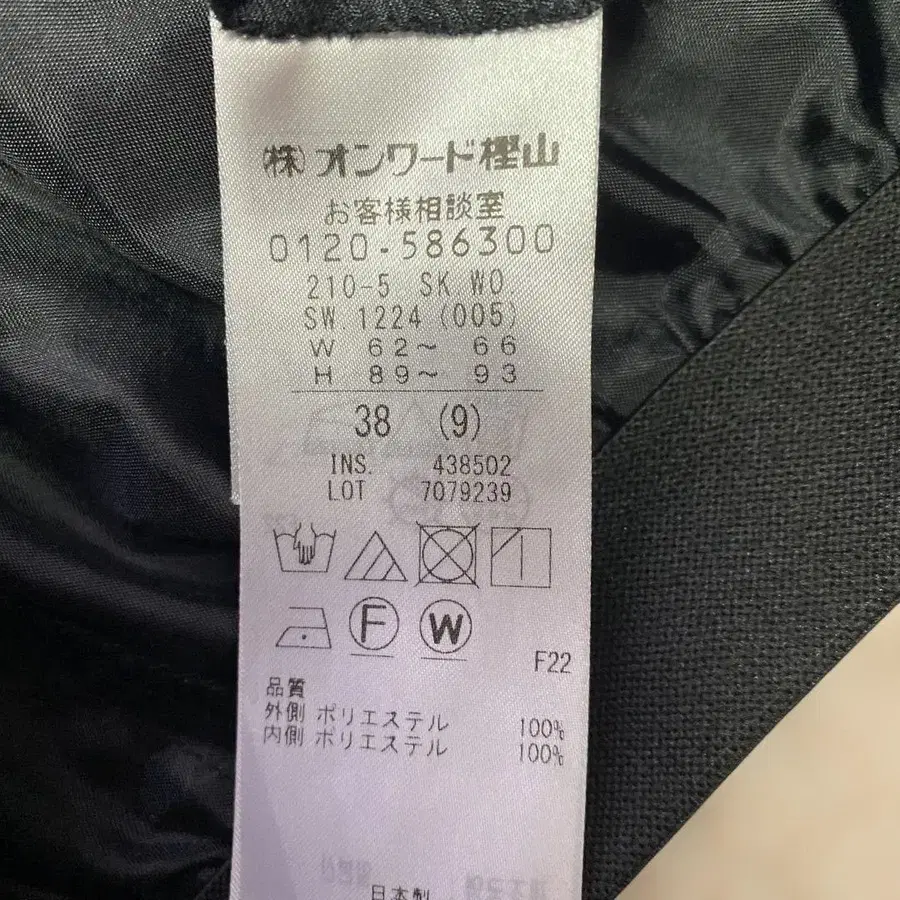 ㈱オンワード樫山
お客様相談室
0120-586300
210-5 SK WO.
SW. 1224 (005)
W 62〜 66
H 89〜 93
38 (9)
INS. 438502
LOT 7079239
F
W
F22
品質
外側 ポリエステル 100%
内側 ポリエステル 100%
日本製